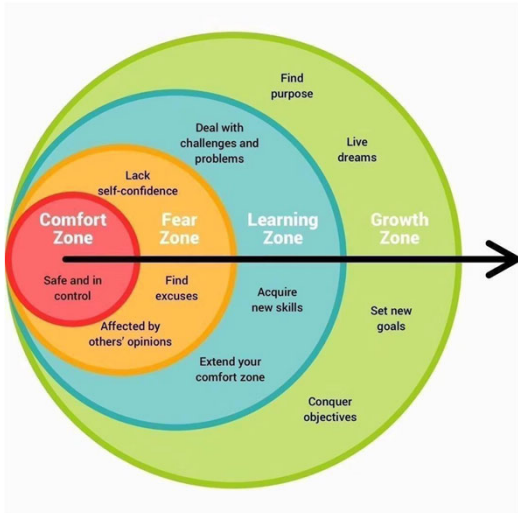 Find
purpose
Deal with
challenges and
problems
Live
dreams
Lack
self-confidence
Comfort
Zone
Fear
Zone
Learning
Zone
Growth
Zone
Safe and in
control
Find
excuses
Acquire
new skills
Set new
goals
Affected by
others' opinions
Extend your
comfort zone
Conquer
objectives